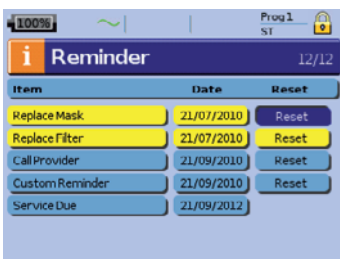 100% Prog 1
ST
i Reminder 12/12
Item Date Reset
Replace Mask 21/07/2010 Reset
Replace Filter 21/07/2010 Reset
Call Provider 21/09/2010 Reset
Custom Reminder 21/09/2010 Reset
Service Due 21/09/2012